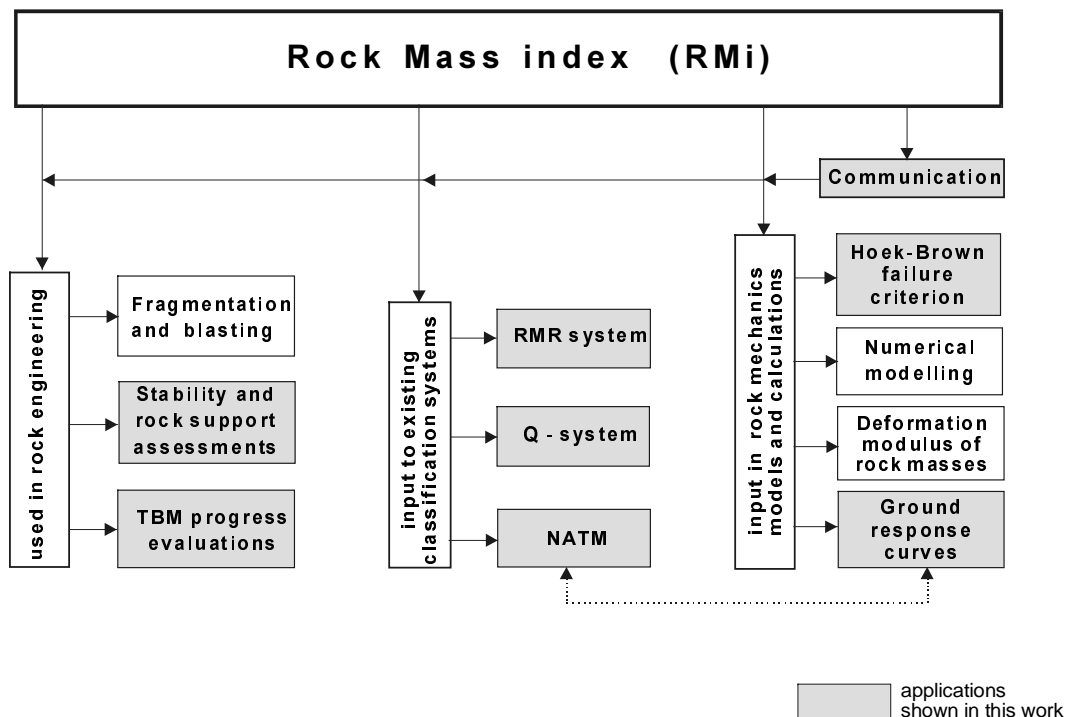 Rock Mass index (RMi)
Communication
used in rock engineering
Fragmentation
and blasting
Stability and
rock support
assessments
TBM progress
evaluations
input to existing
classification systems
RMR system
Q - system
NATM
input in rock mechanics
models and calculations
Hoek-Brown
failure
criterion
Numerical
modelling
Deformation
modulus of
rock masses
Ground
response
curves
applications
shown in this work